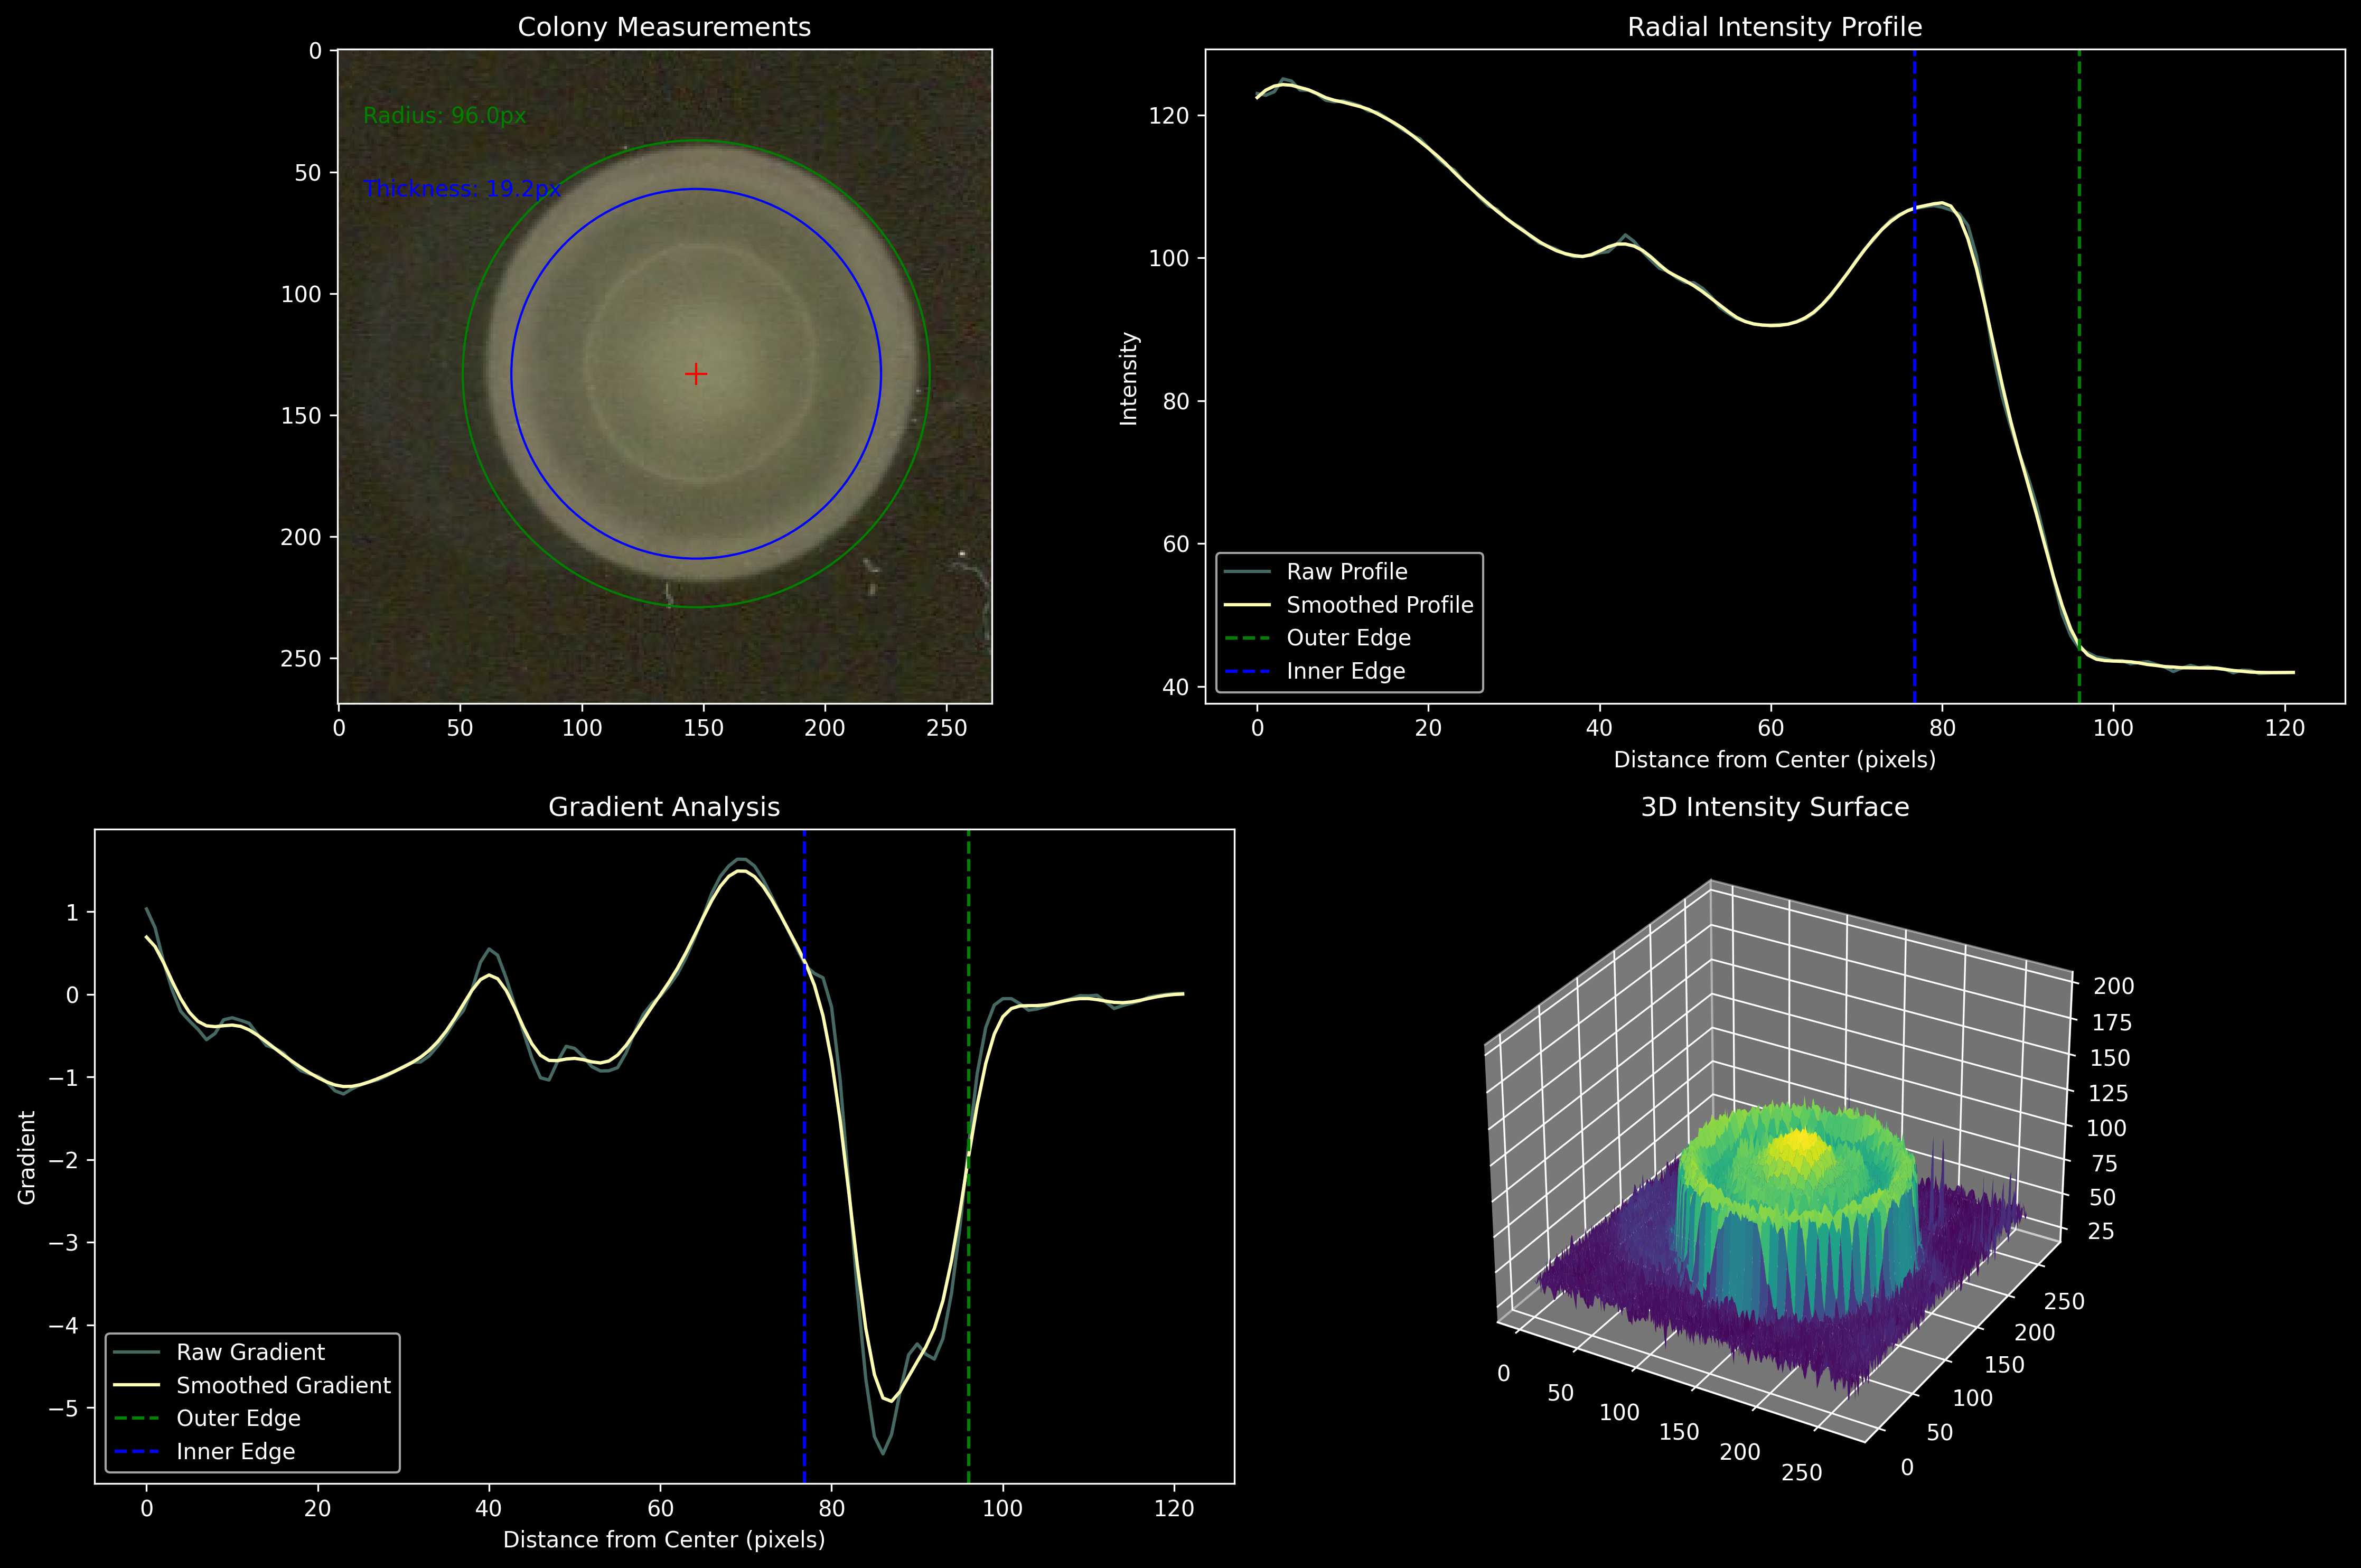 Colony Measurements
0
50
100
150
200
250
Radius: 96.0px
Thickness: 19.2px
0 50 100 150 200 250
Radial Intensity Profile
Intensity
120
100
80
60
40
Raw Profile
Smoothed Profile
Outer Edge
Inner Edge
0 20 40 60 80 100 120
Distance from Center (pixels)
Gradient Analysis
Gradient
1
0
−1
−2
−3
−4
−5
Raw Gradient
Smoothed Gradient
Outer Edge
Inner Edge
0 20 40 60 80 100 120
Distance from Center (pixels)
3D Intensity Surface
200
175
150
125
100
75
50
25
0 50 100 150 200 250
0 50 100 150 200 250